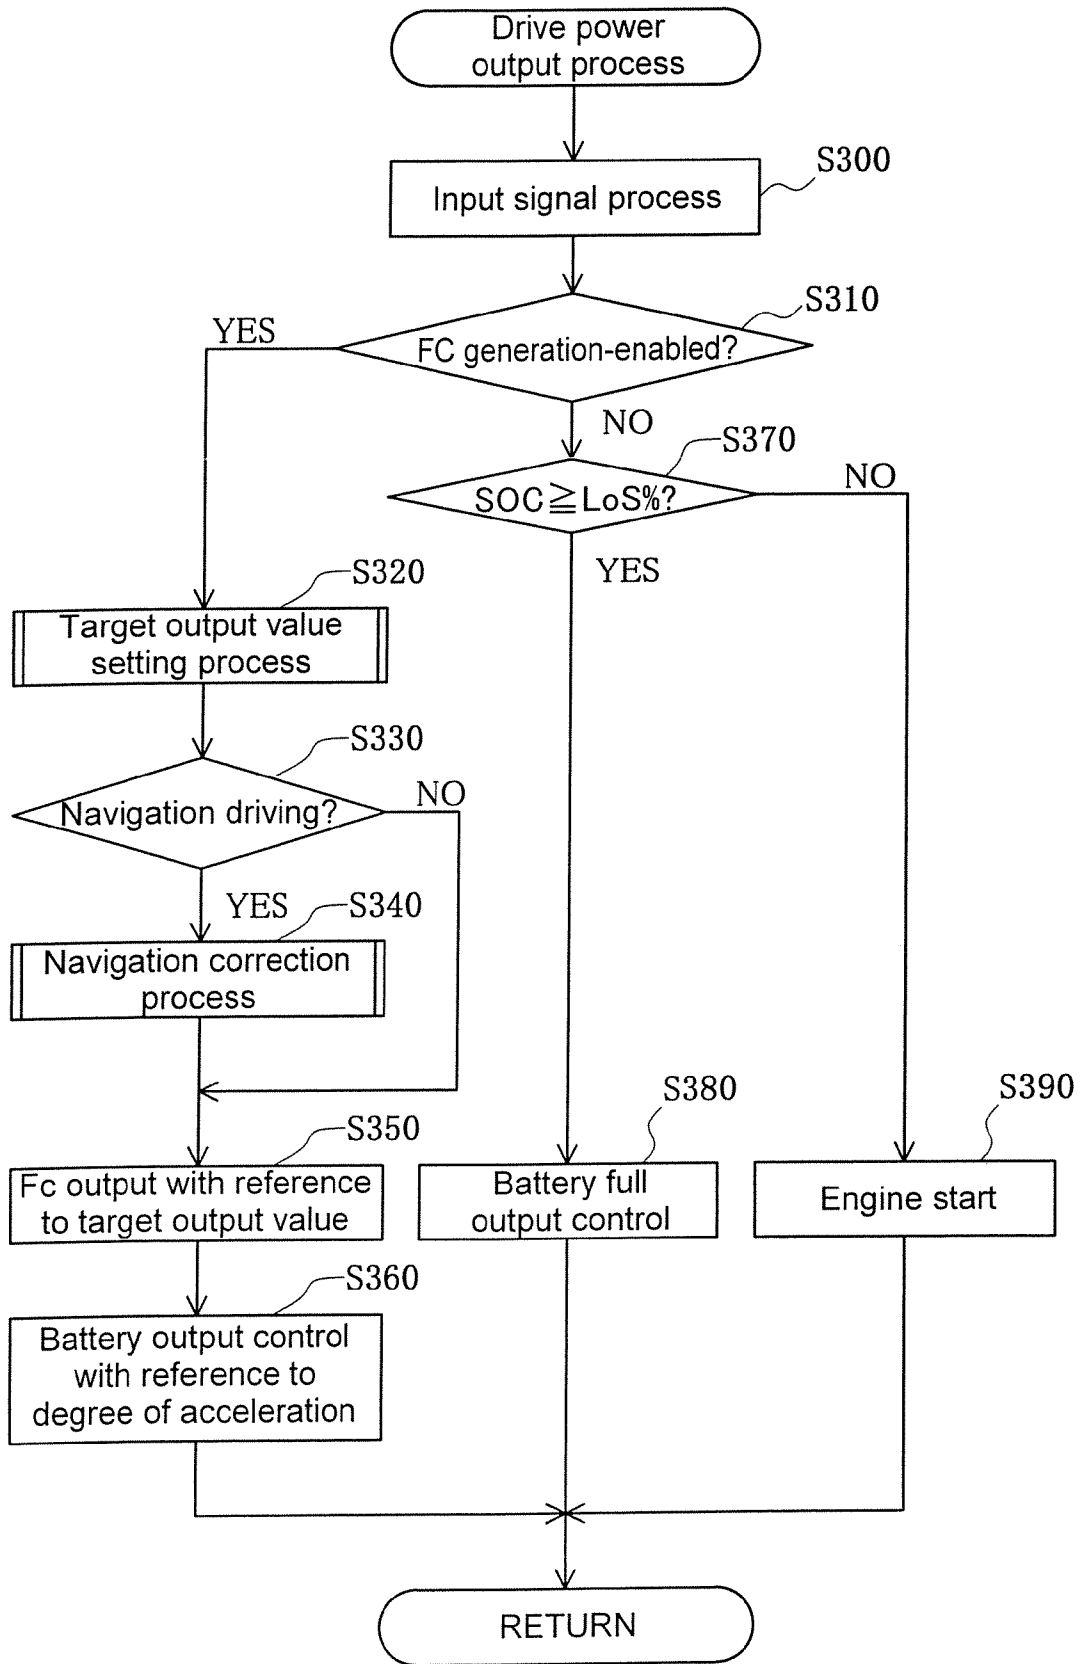 Drive power
output process
S300
Input signal process
S310
YES
FC generation-enabled?
NO
S370
NO
SOC≧LoS%?
YES
S320
Target output value
setting process
S330
NO
Navigation driving?
YES
S340
Navigation correction
process
S350
S380
S390
Fc output with reference
to target output value
Battery full
output control
Engine start
S360
Battery output control
with reference to
degree of acceleration
RETURN